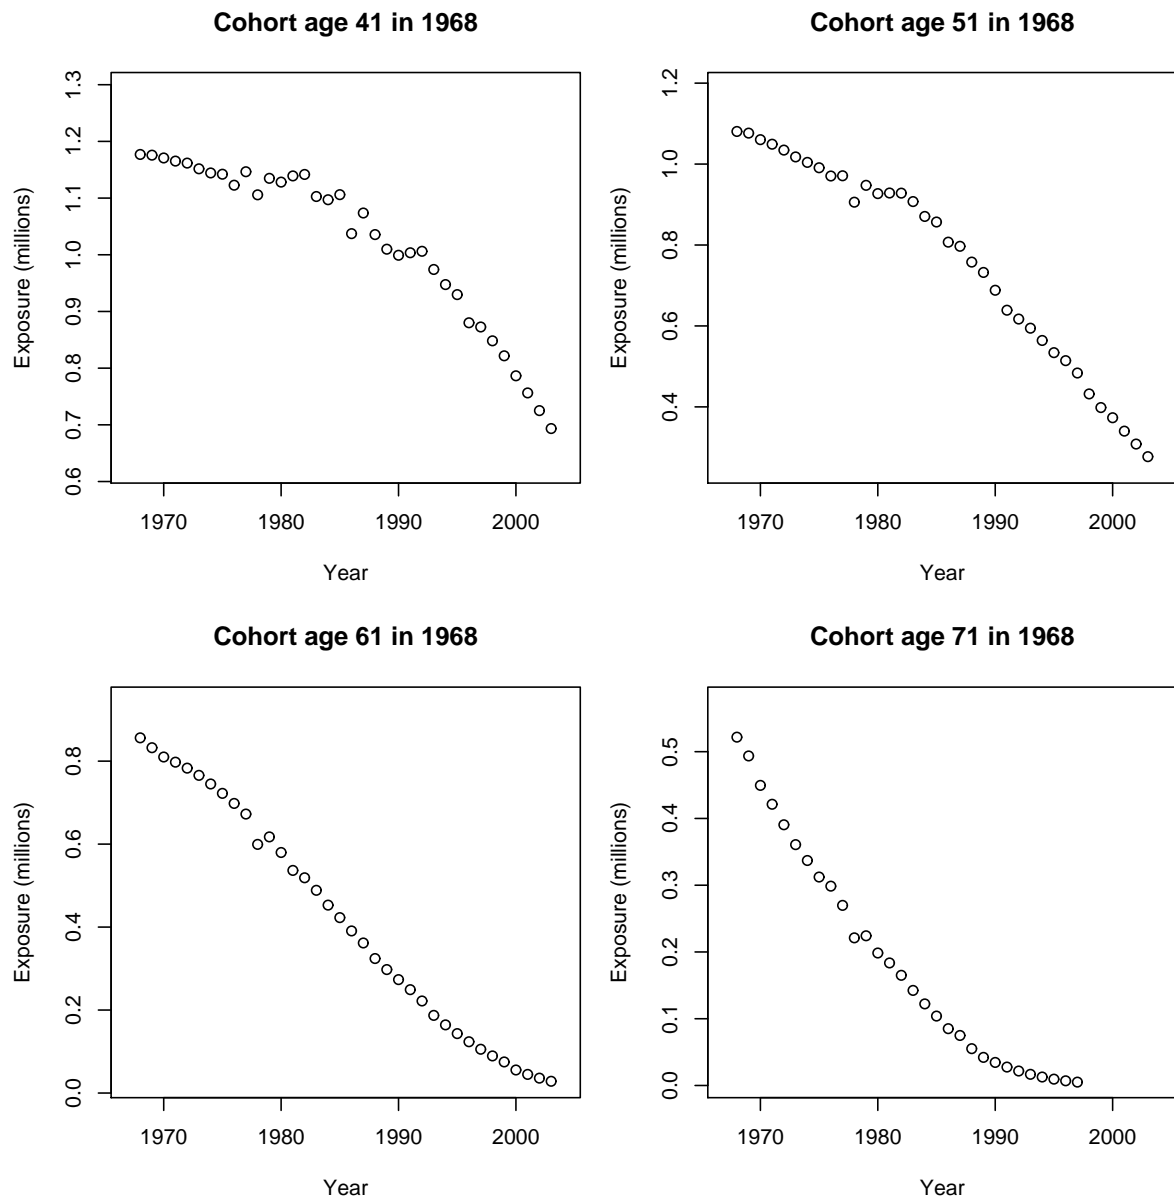 Cohort age 41 in 1968
Exposure (millions)
1.3
1.2
1.1
1.0
0.9
0.8
0.7
0.6
1970 1980 1990 2000
Year
Cohort age 51 in 1968
Exposure (millions)
1.2
1.0
0.8
0.6
0.4
1970 1980 1990 2000
Year
Cohort age 61 in 1968
Exposure (millions)
0.8
0.6
0.4
0.2
0.0
1970 1980 1990 2000
Year
Cohort age 71 in 1968
Exposure (millions)
0.5
0.4
0.3
0.2
0.1
0.0
1970 1980 1990 2000
Year